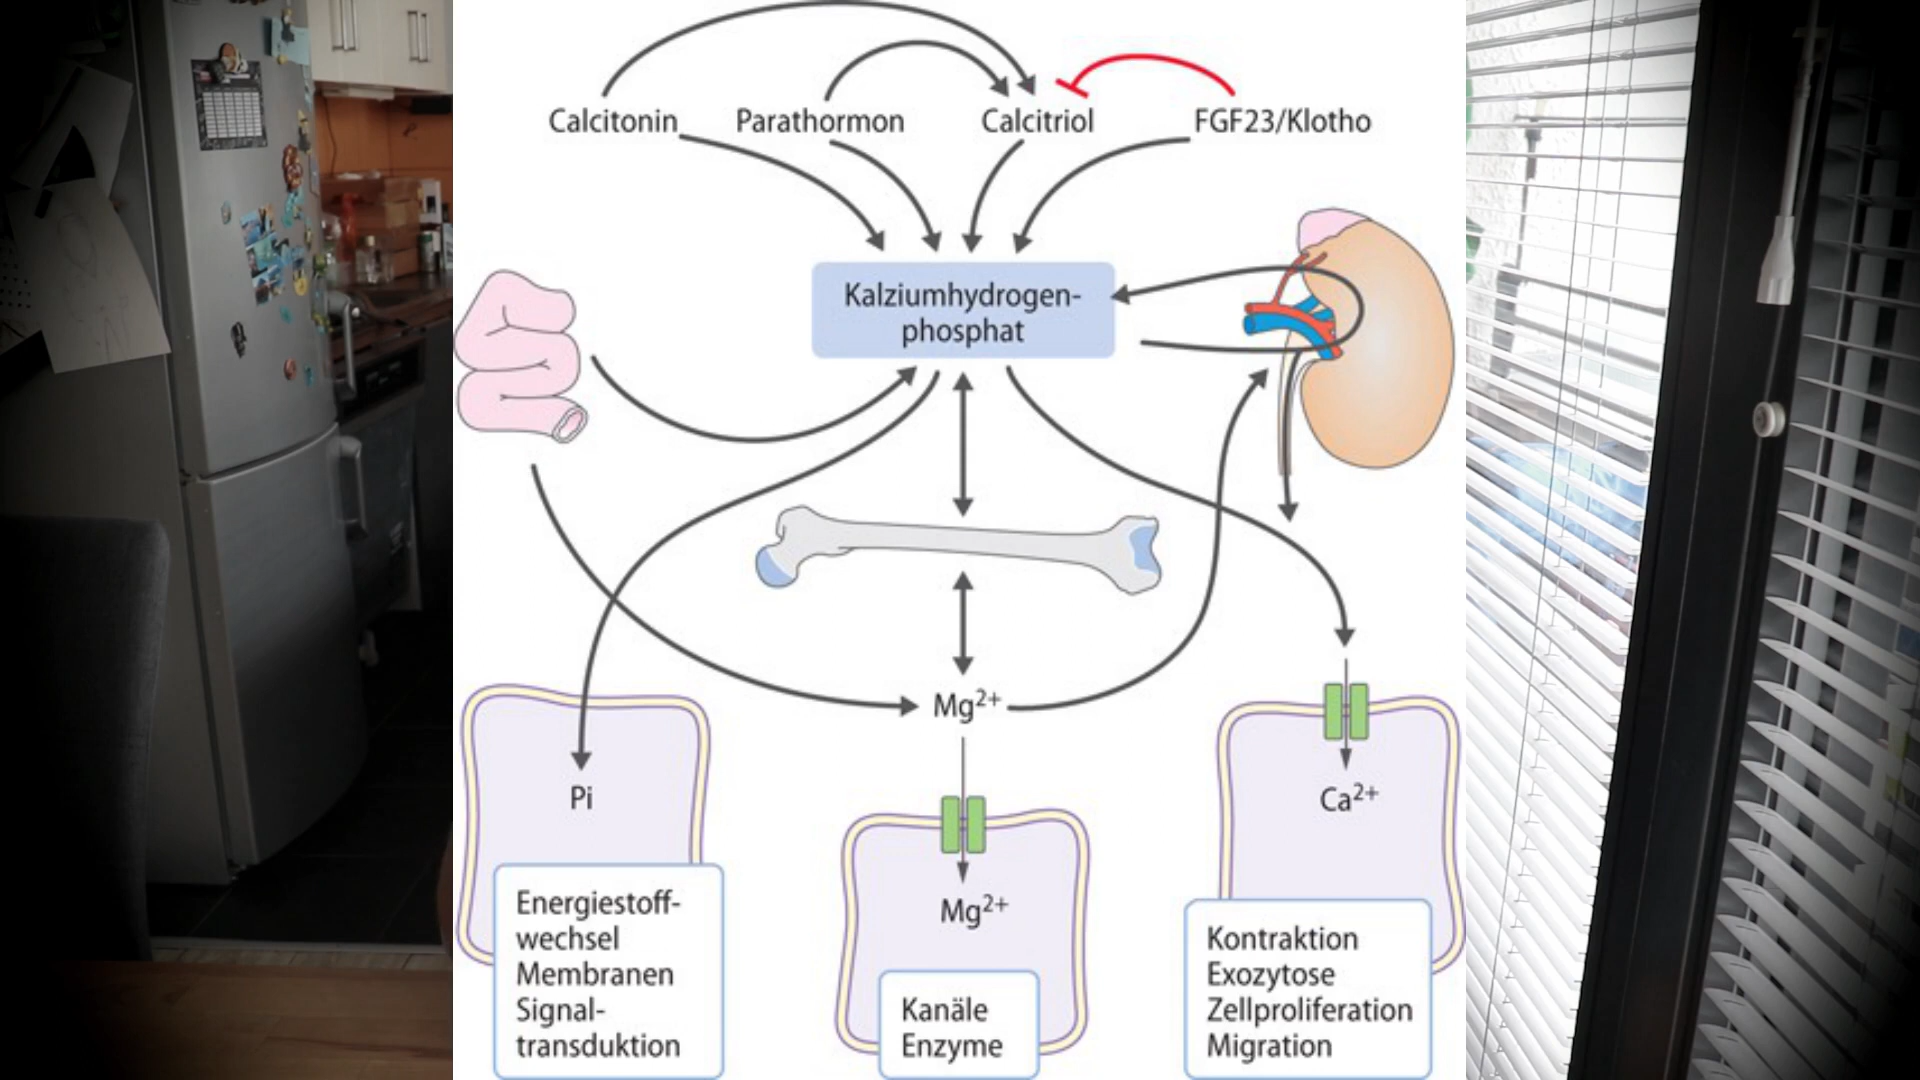 Calcitonin
Parathormon
Calcitriol
FGF23/Klotho
Kalziumhydrogen-
phosphat
Mg2+
Pi
Mg2+
Ca2+
Energiestoff-
wechsel
Membranen
Signal-
transduktion
Kanäle
Enzyme
Kontraktion
Exozytose
Zellproliferation
Migration